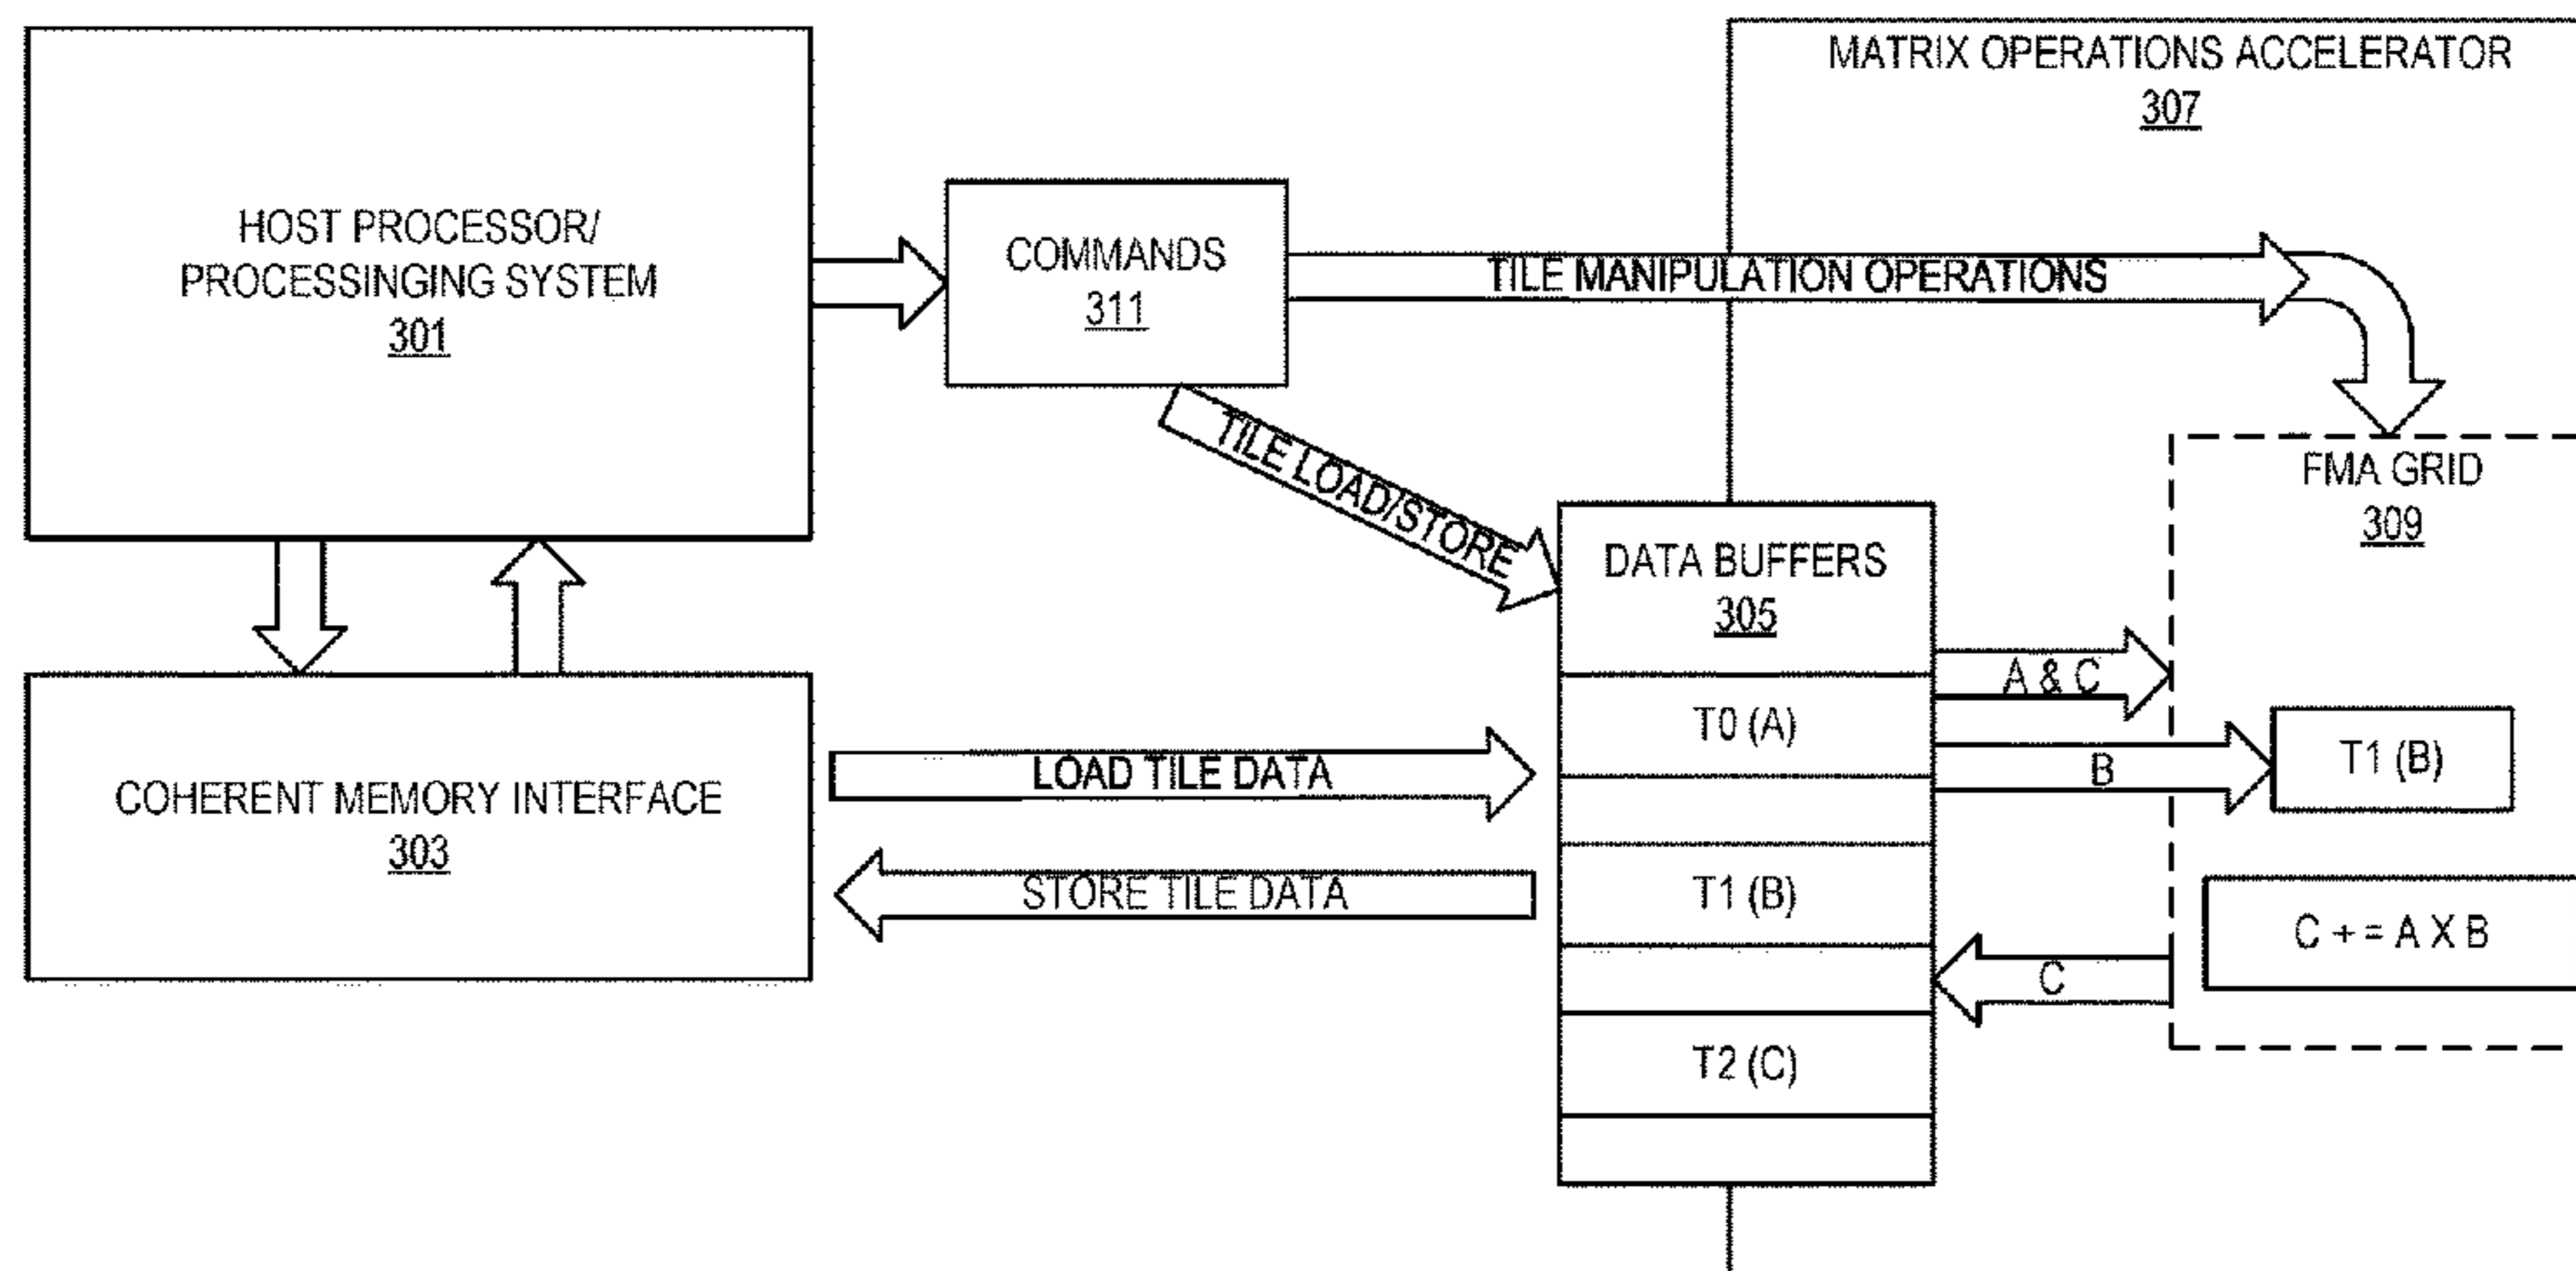 MATRIX OPERATIONS ACCELERATOR
307
HOST PROCESSOR/
PROCESSINGING SYSTEM
301
COMMANDS
311
TILE MANIPULATION OPERATIONS
TILE LOAD/STORE
FMA GRID
309
DATA BUFFERS
305
A & C
T0 (A)
B
T1 (B)
COHERENT MEMORY INTERFACE
303
LOAD TILE DATA
STORE TILE DATA
T1 (B)
C + = A X B
C
T2 (C)